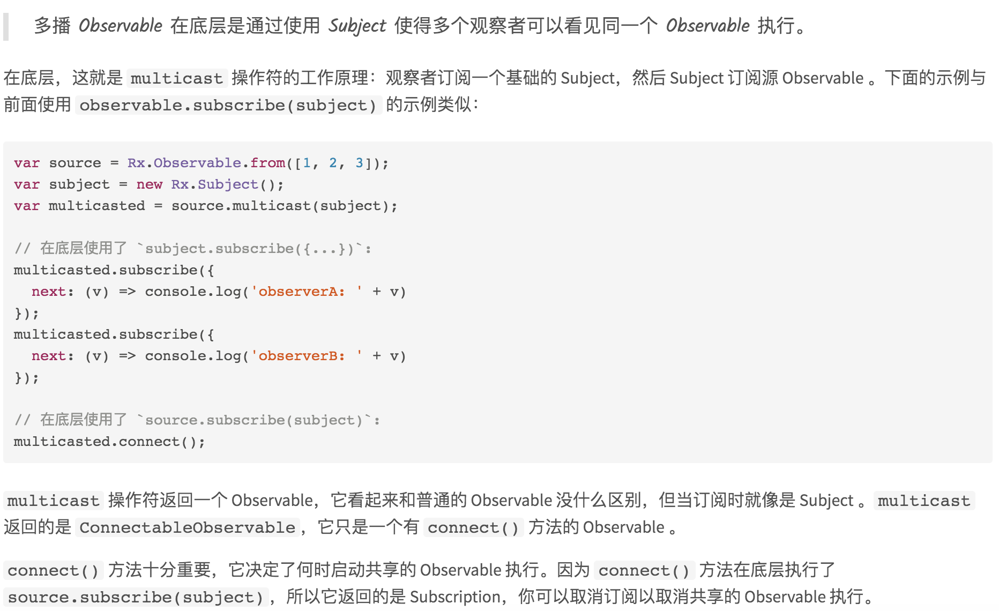 多播 Observable 在底层是通过使用 Subject 使得多个观察者可以看见同一个 Observable 执行。
在底层，这就是 multicast 操作符的工作原理：观察者订阅一个基础的 Subject，然后 Subject 订阅源 Observable 。下面的示例与
前面使用 observable.subscribe(subject) 的示例类似：
var source = Rx.Observable.from([1, 2, 3]);
var subject = new Rx.Subject();
var multicasted = source.multicast(subject);
// 在底层使用了 `subject.subscribe({...})`:
multicasted.subscribe({
  next: (v) => console.log('observerA: ' + v)
});
multicasted.subscribe({
  next: (v) => console.log('observerB: ' + v)
});
// 在底层使用了 `source.subscribe(subject)`:
multicasted.connect();
multicast 操作符返回一个 Observable，它看起来和普通的 Observable 没什么区别，但当订阅时就像是 Subject 。multicast
返回的是 ConnectableObservable，它只是一个有 connect() 方法的 Observable 。
connect() 方法十分重要，它决定了何时启动共享的 Observable 执行。因为 connect() 方法在底层执行了
source.subscribe(subject)，所以它返回的是 Subscription，你可以取消订阅以取消共享的 Observable 执行。